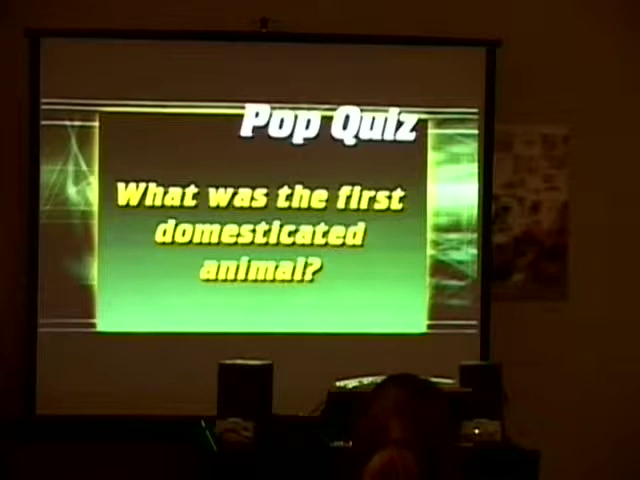 Pop Quiz
What was the first
domesticated
animal?